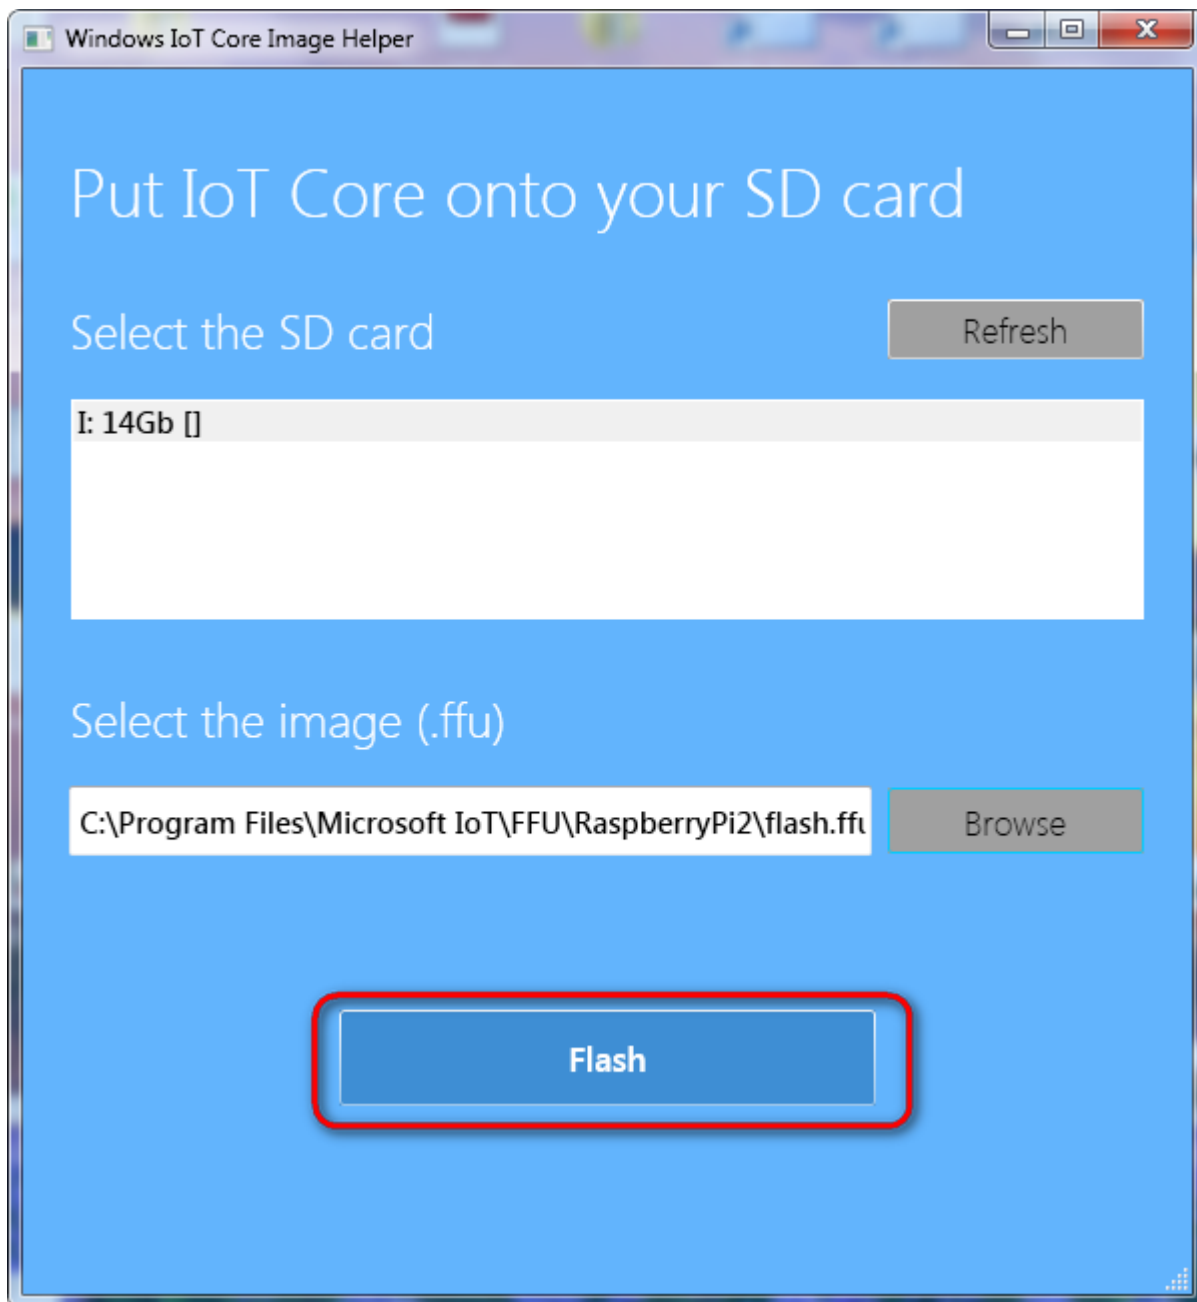 Windows IoT Core Image Helper
Put IoT Core onto your SD card
Select the SD card
Refresh
I: 14Gb []
Select the image (.ffu)
C:\Program Files\Microsoft IoT\FFU\RaspberryPi2\flash.ffu
Browse
Flash